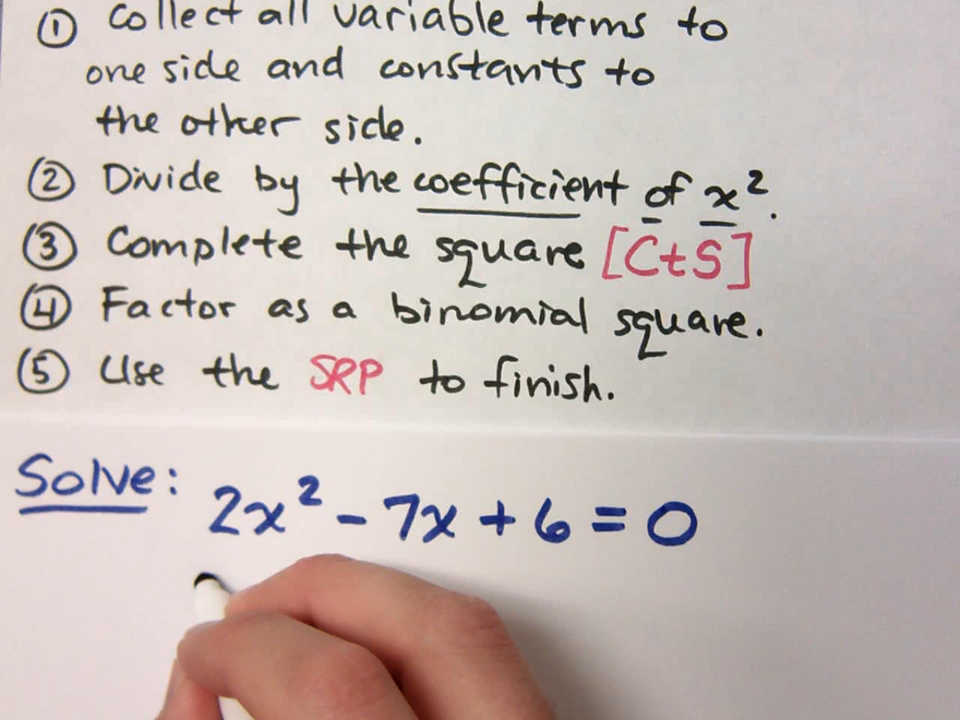 ① Collect all variable terms to
one side and constants to
the other side.
② Divide by the coefficient of x².
③ Complete the square [CtS]
④ Factor as a binomial square.
⑤ Use the SRP to finish.
Solve: 2x² - 7x + 6 = 0